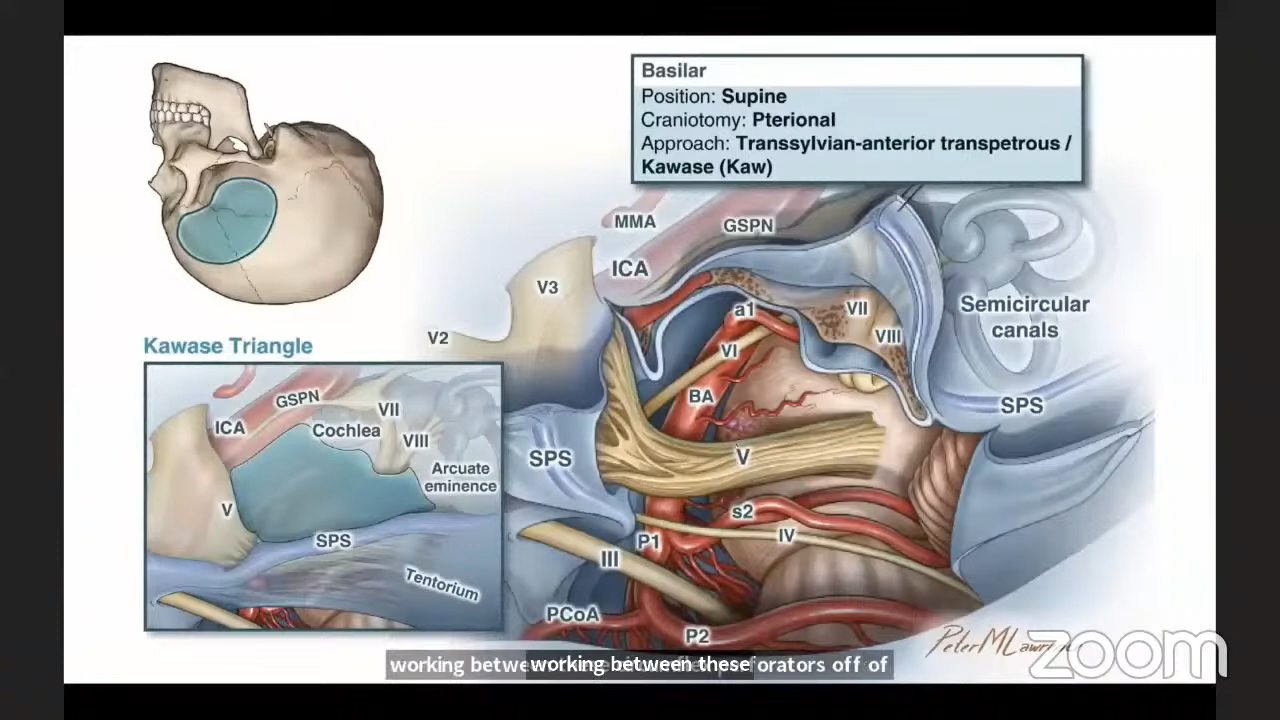 Basilar
Position: Supine
Craniotomy: Pterional
Approach: Transsylvian-anterior transpetrous /
Kawase (Kaw)
MMA
GSPN
ICA
V3
V2
a1
VII
VIII
VI
Semicircular
canals
BA
SPS
SPS
V
s2
IV
P1
III
PCoA
P2
Kawase Triangle
GSPN
ICA
VII
Cochlea
VIII
Arcuate
eminence
V
SPS
Tentorium
working between these
off of
zoom